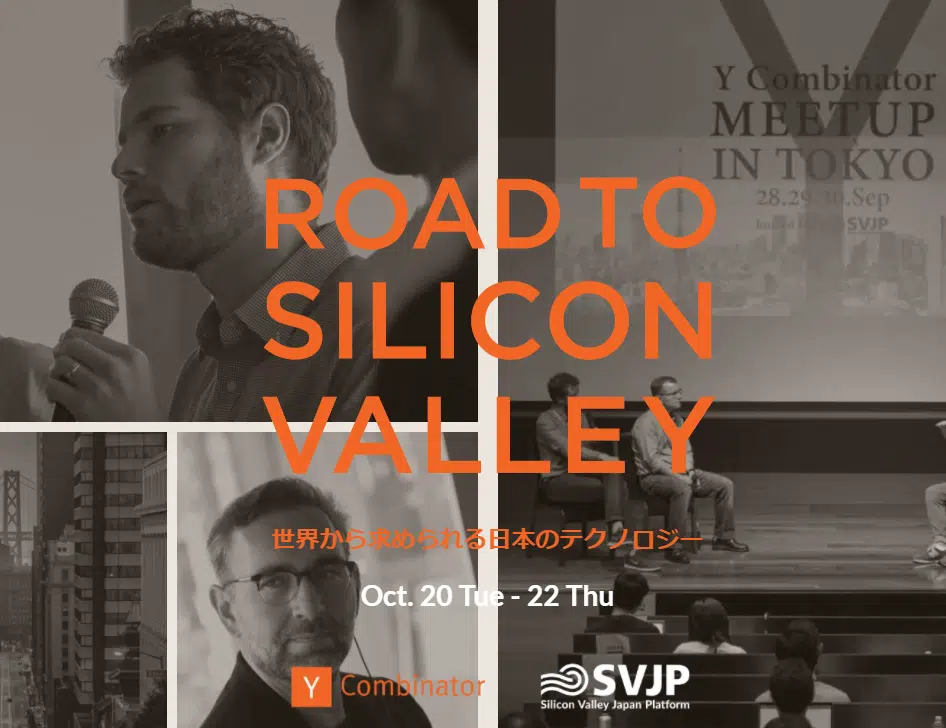 Y Combinator
MEETUP
IN TOKYO
28.29.30.Sep
SVJP
ROAD TO
SILICON
VALLEY
世界から求められる日本のテクノロジー
Oct. 20 Tue - 22 Thu
Y Combinator
SVJP
Silicon Valley Japan Platform